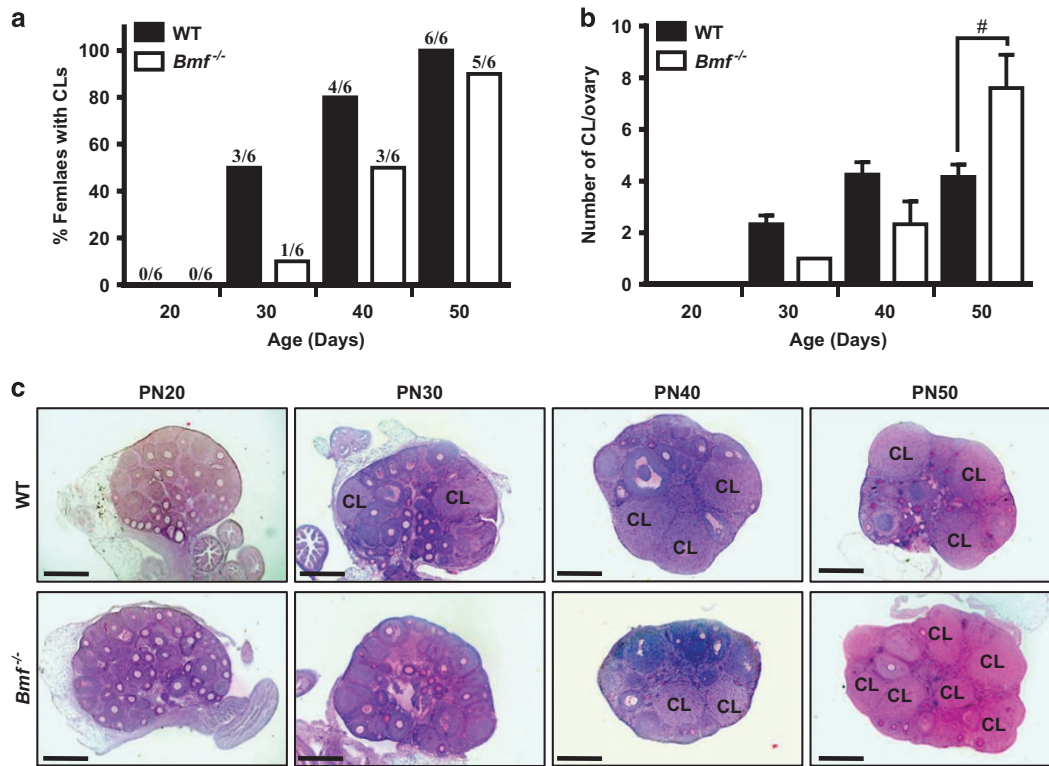 a
WT
Bmf-/-
% Femlaes with CLs
100
80
60
40
20
0
0/6
0/6
3/6
1/6
4/6
3/6
6/6
5/6
20
30
40
50
Age (Days)
b
WT
Bmf-/-
#
Number of CL/ovary
10
8
6
4
2
0
20
30
40
50
Age (Days)
c
PN20
PN30
PN40
PN50
WT
CL
CL
CL
CL
CL
CL
CL
CL
Bmf-/-
CL
CL
CL
CL
CL
CL
CL
CL